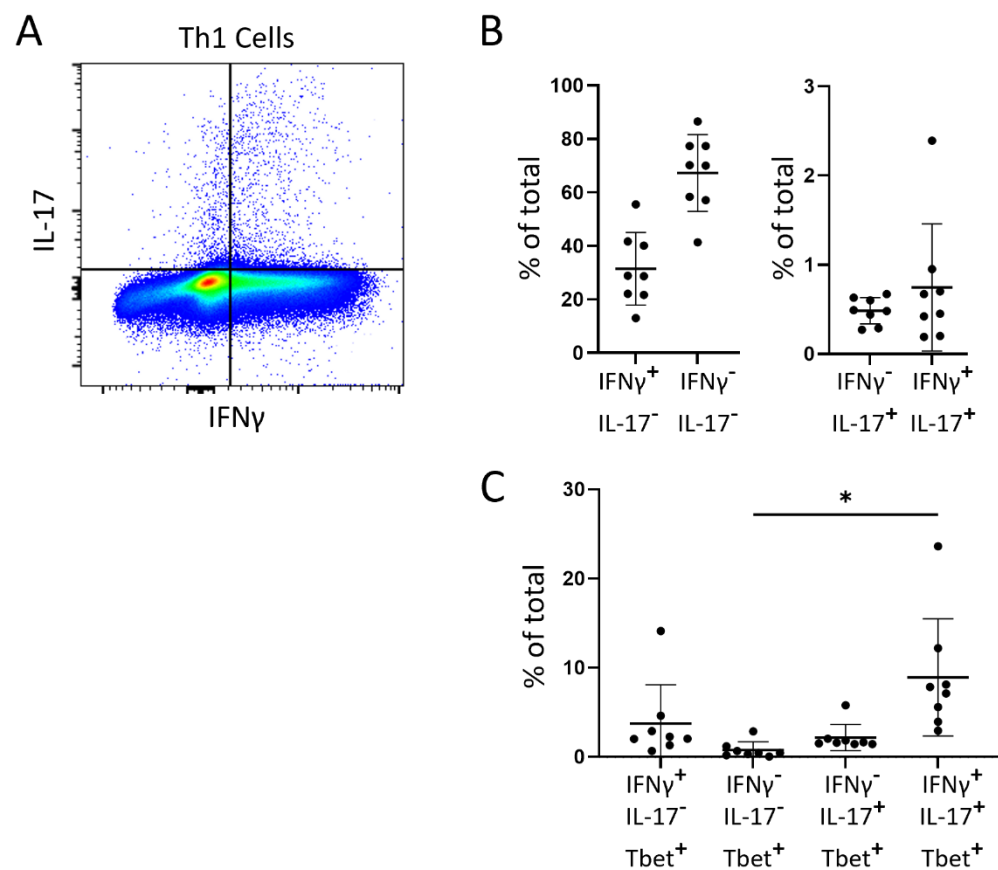 A
Th1 Cells
IL-17
IFNγ
B
% of total
100
80
60
40
20
0
IFNγ⁺ IFNγ⁻
IL-17⁻ IL-17⁻
% of total
3
2
1
0
IFNγ⁻ IFNγ⁺
IL-17⁺ IL-17⁺
C
% of total
30
20
10
0
*
IFNγ⁺ IFNγ⁻ IFNγ⁻ IFNγ⁺
IL-17⁻ IL-17⁻ IL-17⁺ IL-17⁺
Tbet⁺ Tbet⁺ Tbet⁺ Tbet⁺